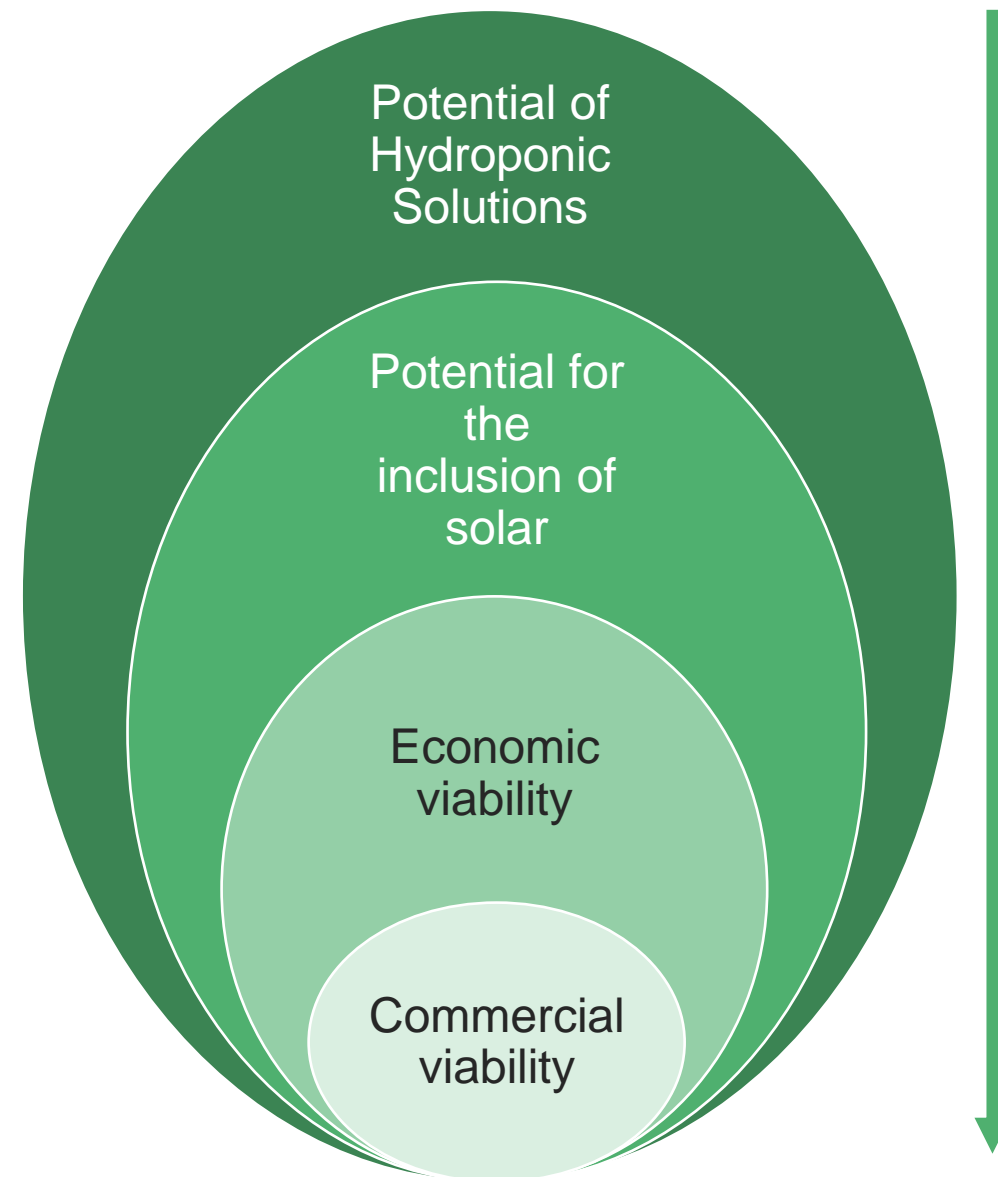 Potential of
Hydroponic
Solutions
Potential for
the
inclusion of
solar
Economic
viability
Commercial
viability